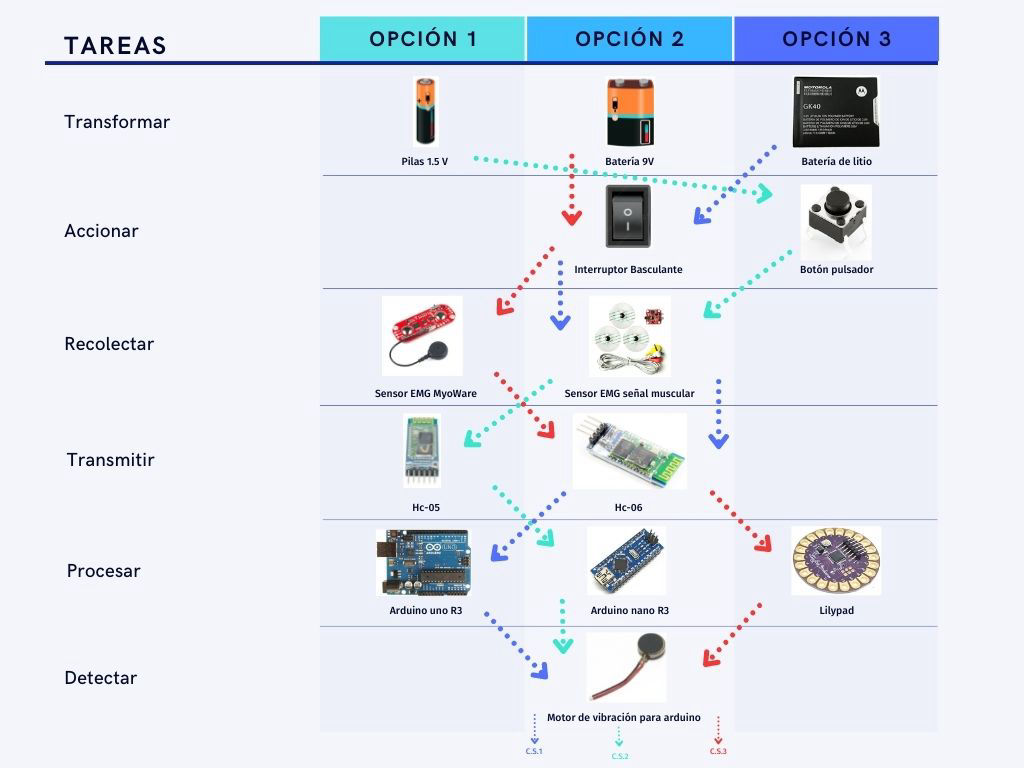 TAREAS
OPCIÓN 1
OPCIÓN 2
OPCIÓN 3
Transformar
MOTOROLA
GK40
Pilas 1.5 V
Batería 9V
Batería de litio
Accionar
Interruptor Basculante
Botón pulsador
Recolectar
Sensor EMG MyoWare
Sensor EMG señal muscular
Transmitir
Hc-05
Hc-06
Procesar
UNO
Arduino uno R3
Arduino nano R3
Lilypad
Detectar
Motor de vibración para arduino
C.S.1
C.S.2
C.S.3